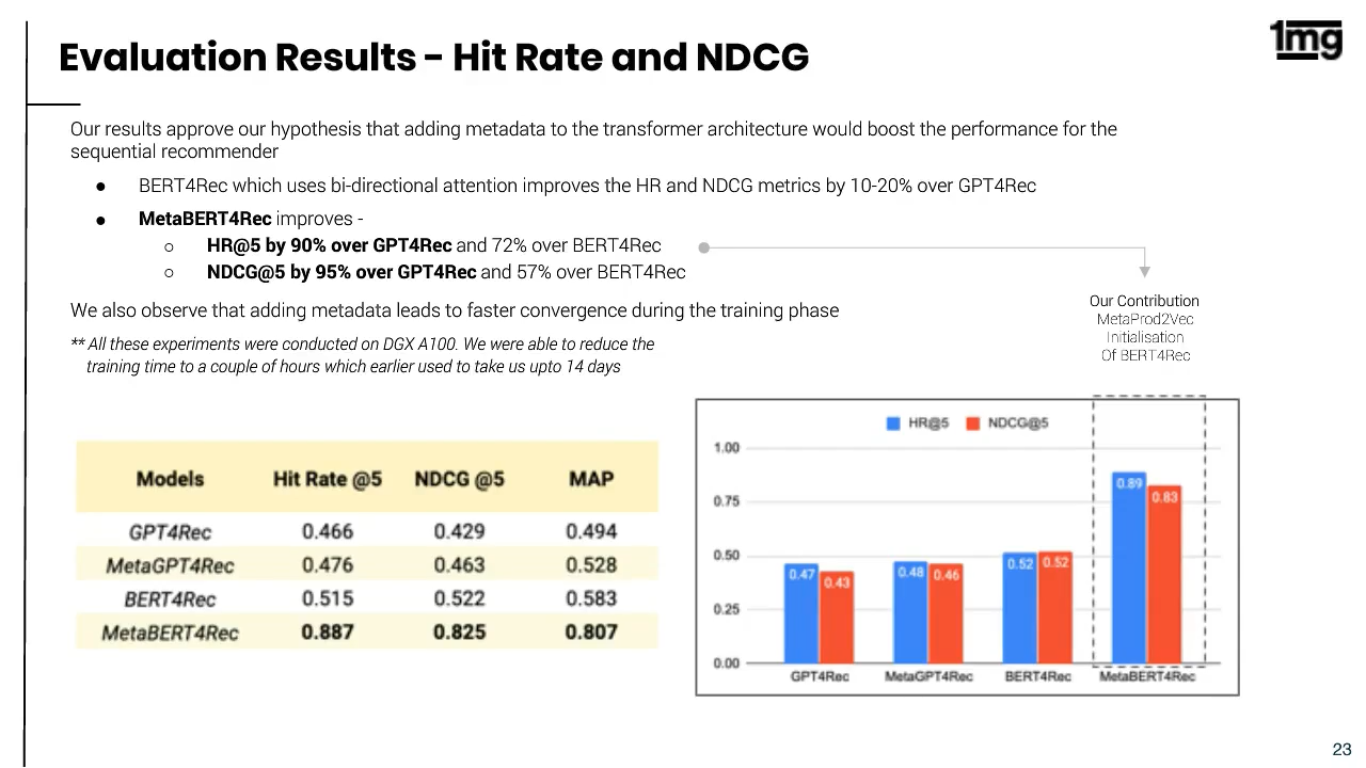 1mg
Evaluation Results - Hit Rate and NDCG
Our results approve our hypothesis that adding metadata to the transformer architecture would boost the performance for the
sequential recommender
● BERT4Rec which uses bi-directional attention improves the HR and NDCG metrics by 10-20% over GPT4Rec
● MetaBERT4Rec improves -
○ HR@5 by 90% over GPT4Rec and 72% over BERT4Rec
○ NDCG@5 by 95% over GPT4Rec and 57% over BERT4Rec
We also observe that adding metadata leads to faster convergence during the training phase
** All these experiments were conducted on DGX A100. We were able to reduce the
training time to a couple of hours which earlier used to take us upto 14 days
Our Contribution
MetaProd2Vec
Initialisation
Of BERT4Rec
Models Hit Rate @5 NDCG @5 MAP
GPT4Rec 0.466 0.429 0.494
MetaGPT4Rec 0.476 0.463 0.528
BERT4Rec 0.515 0.522 0.583
MetaBERT4Rec 0.887 0.825 0.807
HR@5 NDCG@5
1.00
0.75
0.50
0.25
0.00
0.47 0.43 0.48 0.46 0.52 0.52 0.89 0.83
GPT4Rec MetaGPT4Rec BERT4Rec MetaBERT4Rec
23